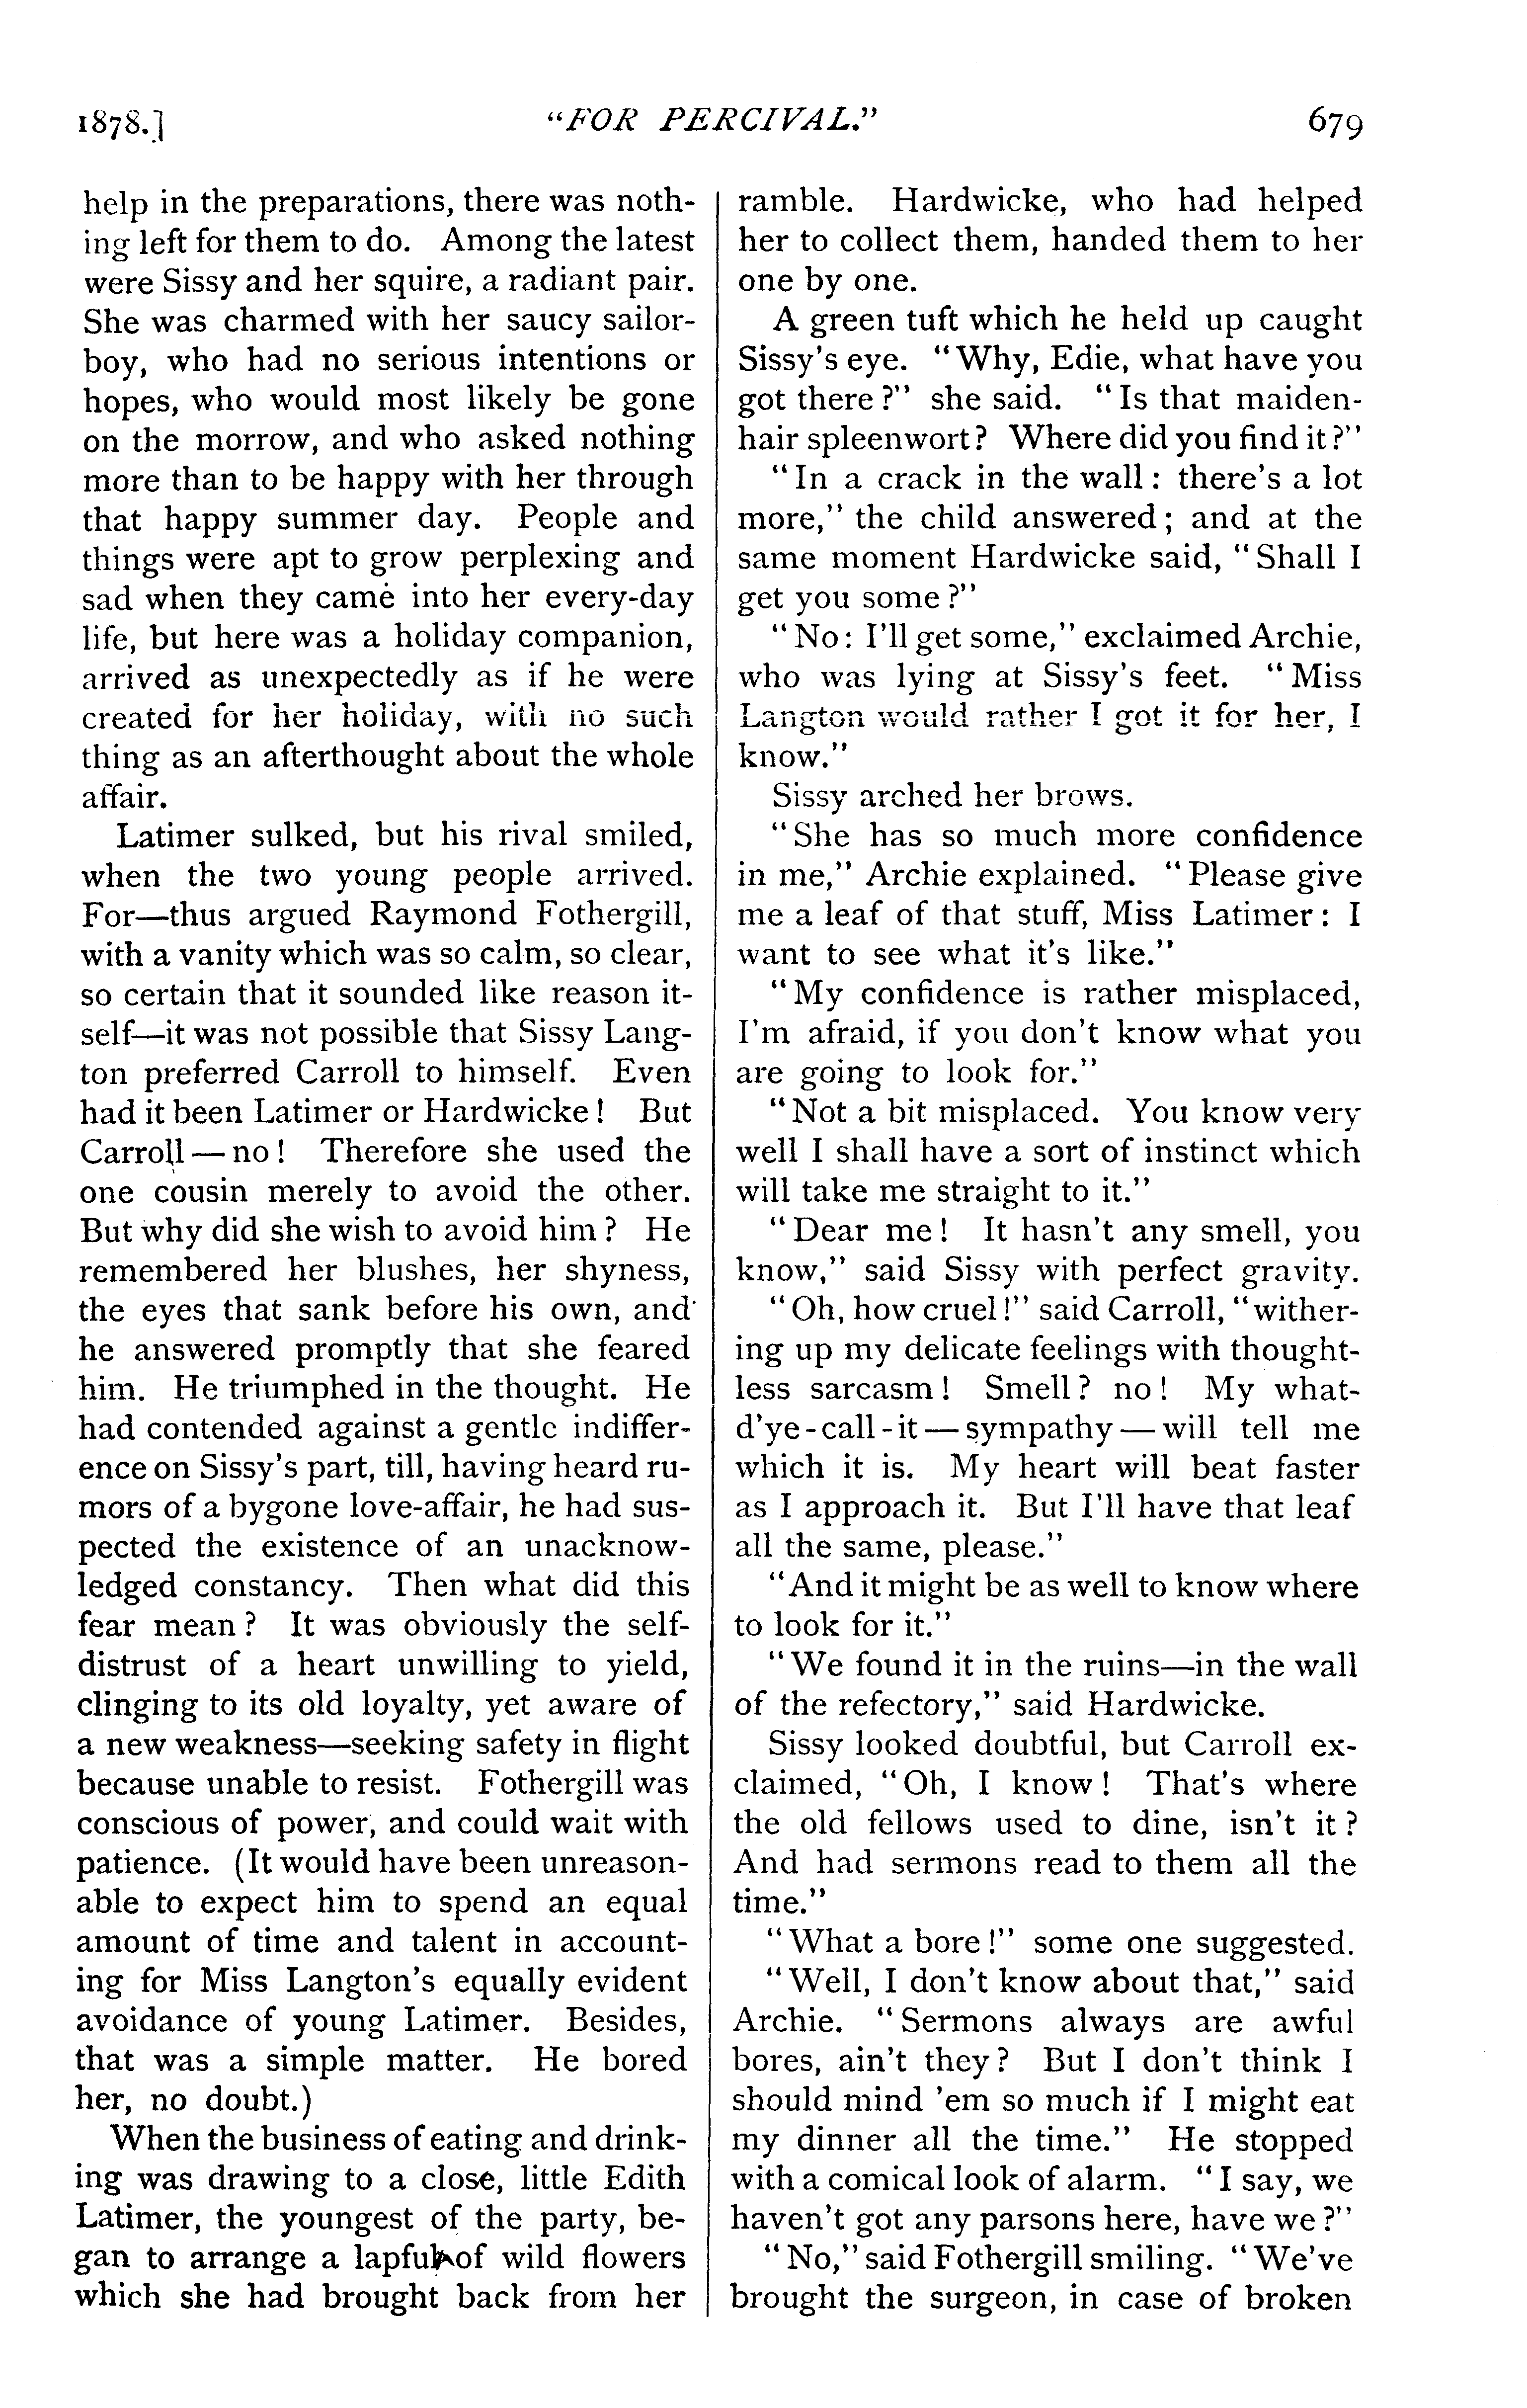 1878.]
"FOR PERCIVAL."
679
help in the preparations, there was noth-
ing left for them to do. Among the latest
were Sissy and her squire, a radiant pair.
She was charmed with her saucy sailor-
boy, who had no serious intentions or
hopes, who would most likely be gone
on the morrow, and who asked nothing
more than to be happy with her through
that happy summer day. People and
things were apt to grow perplexing and
sad when they came into her every-day
life, but here was a holiday companion,
arrived as unexpectedly as if he were
created for her holiday, with no such
thing as an afterthought about the whole
affair.
Latimer sulked, but his rival smiled,
when the two young people arrived.
For—thus argued Raymond Fothergill,
with a vanity which was so calm, so clear,
so certain that it sounded like reason it-
self—it was not possible that Sissy Lang-
ton preferred Carroll to himself. Even
had it been Latimer or Hardwicke! But
Carroll—no! Therefore she used the
one cousin merely to avoid the other.
But why did she wish to avoid him? He
remembered her blushes, her shyness,
the eyes that sank before his own, and
he answered promptly that she feared
him. He triumphed in the thought. He
had contended against a gentle indiffer-
ence on Sissy's part, till, having heard ru-
mors of a bygone love-affair, he had sus-
pected the existence of an unacknow-
ledged constancy. Then what did this
fear mean? It was obviously the self-
distrust of a heart unwilling to yield,
clinging to its old loyalty, yet aware of
a new weakness—seeking safety in flight
because unable to resist. Fothergill was
conscious of power, and could wait with
patience. (It would have been unreason-
able to expect him to spend an equal
amount of time and talent in account-
ing for Miss Langton's equally evident
avoidance of young Latimer. Besides,
that was a simple matter. He bored
her, no doubt.)
When the business of eating and drink-
ing was drawing to a close, little Edith
Latimer, the youngest of the party, be-
gan to arrange a lapful of wild flowers
which she had brought back from her
ramble. Hardwicke, who had helped
her to collect them, handed them to her
one by one.
A green tuft which he held up caught
Sissy's eye. "Why, Edie, what have you
got there?" she said. "Is that maiden-
hair spleenwort? Where did you find it?"
"In a crack in the wall: there's a lot
more," the child answered; and at the
same moment Hardwicke said, "Shall I
get you some?"
"No: I'll get some," exclaimed Archie,
who was lying at Sissy's feet. "Miss
Langton would rather I got it for her, I
know."
Sissy arched her brows.
"She has so much more confidence
in me," Archie explained. "Please give
me a leaf of that stuff, Miss Latimer: I
want to see what it's like."
"My confidence is rather misplaced,
I'm afraid, if you don't know what you
are going to look for."
"Not a bit misplaced. You know very
well I shall have a sort of instinct which
will take me straight to it."
"Dear me! It hasn't any smell, you
know," said Sissy with perfect gravity.
"Oh, how cruel!" said Carroll, "wither-
ing up my delicate feelings with thought-
less sarcasm! Smell? no! My what-
d'ye-call-it—sympathy—will tell me
which it is. My heart will beat faster
as I approach it. But I'll have that leaf
all the same, please."
"And it might be as well to know where
to look for it."
"We found it in the ruins—in the wall
of the refectory," said Hardwicke.
Sissy looked doubtful, but Carroll ex-
claimed, "Oh, I know! That's where
the old fellows used to dine, isn't it?
And had sermons read to them all the
time."
"What a bore!" some one suggested.
"Well, I don't know about that," said
Archie. "Sermons always are awful
bores, ain't they? But I don't think I
should mind 'em so much if I might eat
my dinner all the time." He stopped
with a comical look of alarm. "I say, we
haven't got any parsons here, have we?"
"No," said Fothergill smiling. "We've
brought the surgeon, in case of broken